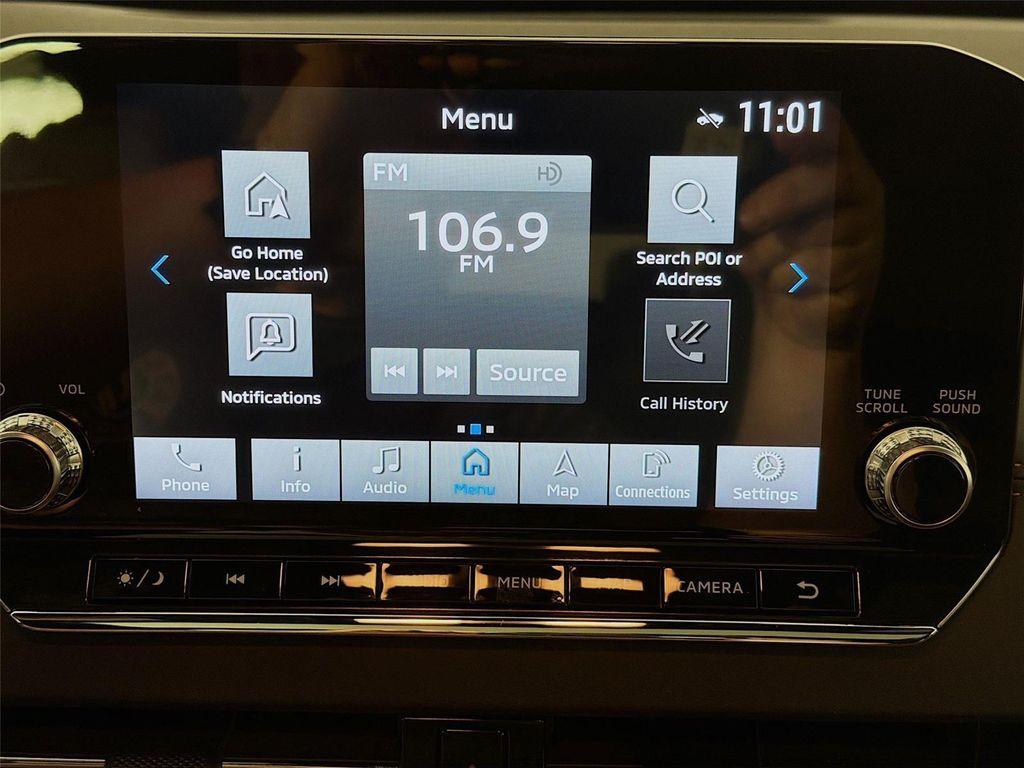 Menu
11:01
FM HD
106.9
FM
Source
Go Home
(Save Location)
Notifications
Search POI or
Address
Call History
VOL
TUNE
SCROLL
PUSH
SOUND
Phone
Info
Audio
Menu
Map
Connections
Settings
MENU
CAMERA